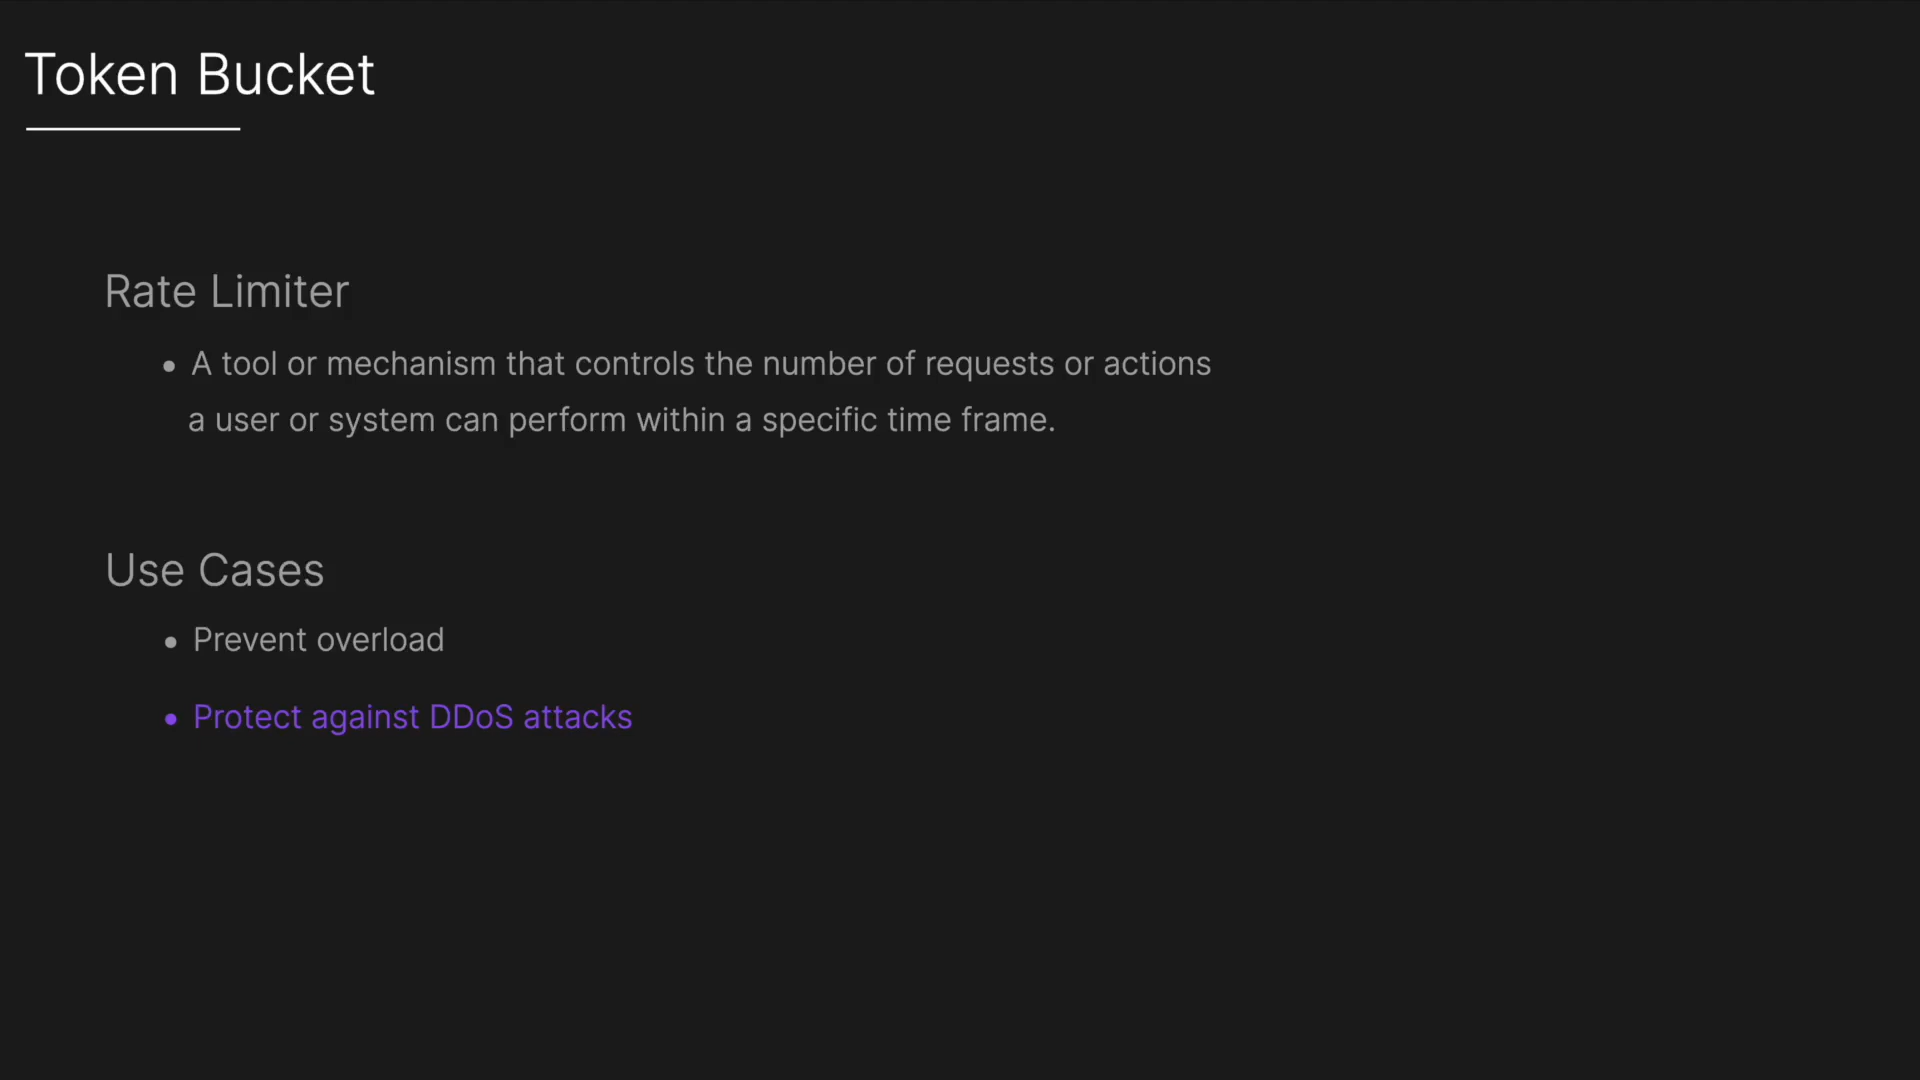 Token Bucket
Rate Limiter
• A tool or mechanism that controls the number of requests or actions
a user or system can perform within a specific time frame.
Use Cases
• Prevent overload
• Protect against DDoS attacks